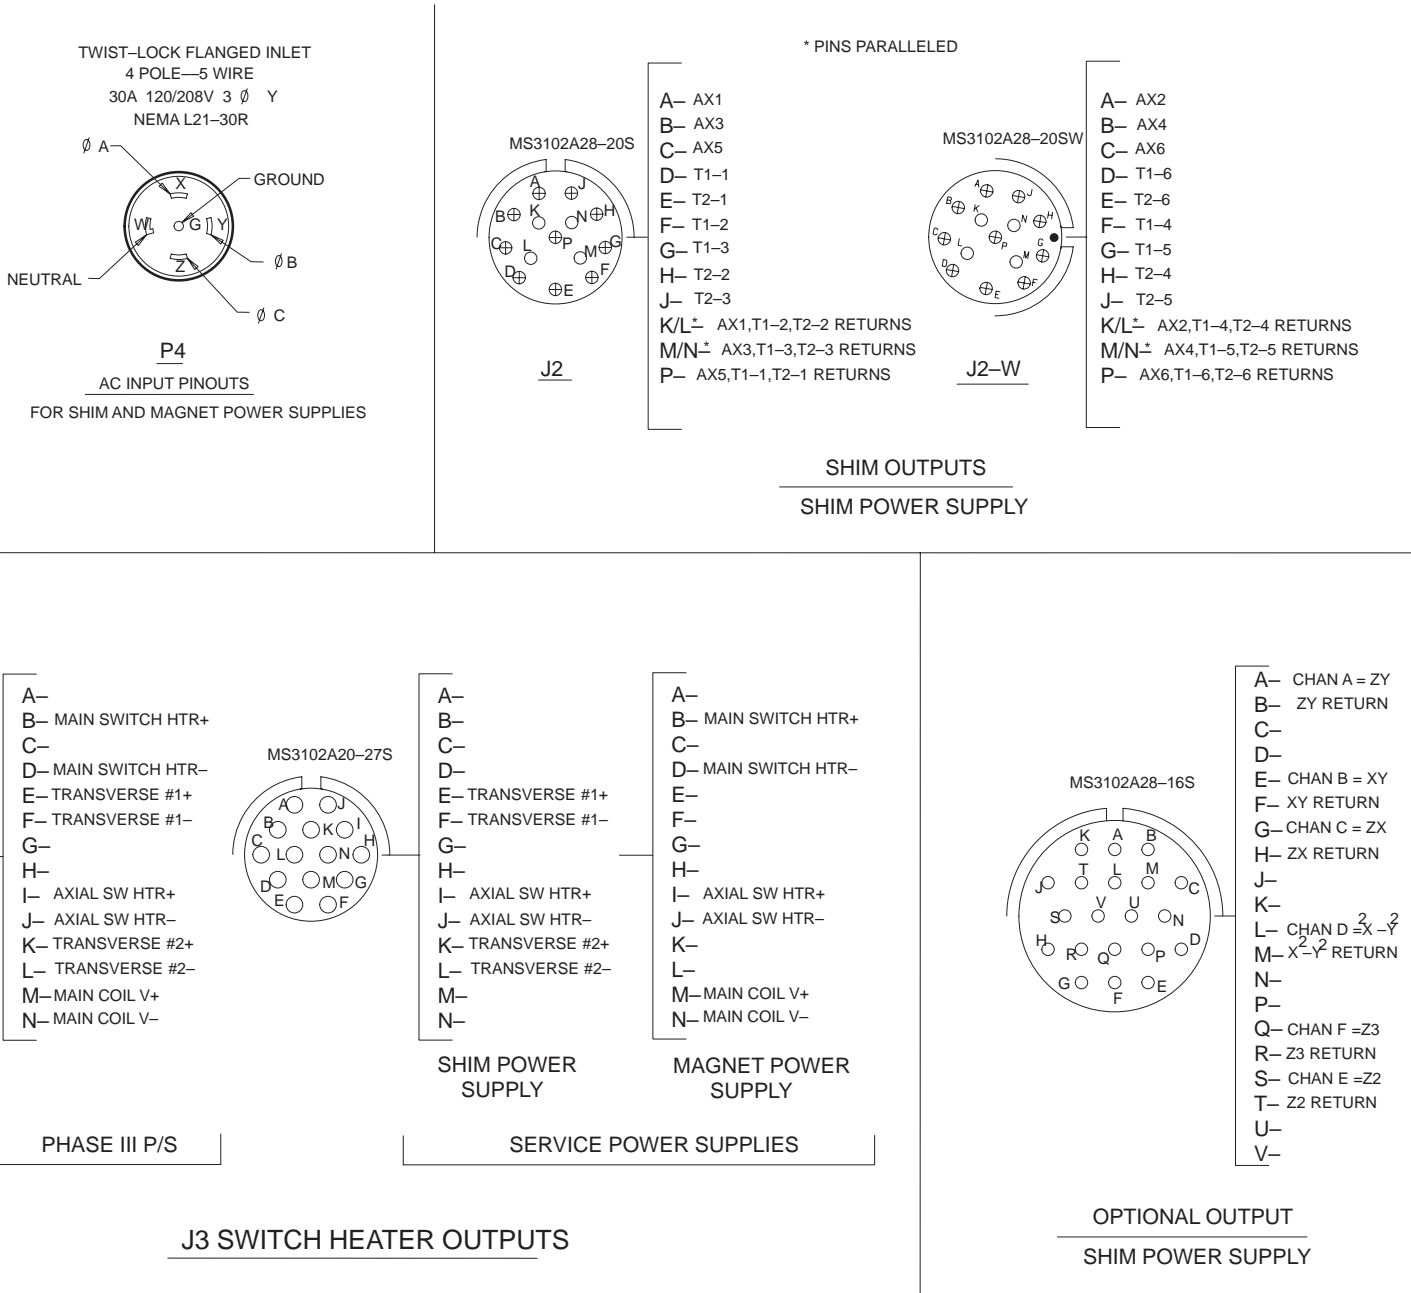 TWIST–LOCK FLANGED INLET
4 POLE––5 WIRE
30A 120/208V 3 Ø Y
NEMA L21–30R
Ø A
X
GROUND
W
G
Y
Z
NEUTRAL
Ø B
Ø C
P4
AC INPUT PINOUTS
FOR SHIM AND MAGNET POWER SUPPLIES
* PINS PARALLELED
MS3102A28–20S
A
J
B
K
N
H
C
L
P
M
G
D
F
E
J2
A– AX1
B– AX3
C– AX5
D– T1–1
E– T2–1
F– T1–2
G– T1–3
H– T2–2
J– T2–3
K/L–* AX1,T1–2,T2–2 RETURNS
M/N–* AX3,T1–3,T2–3 RETURNS
P– AX5,T1–1,T2–1 RETURNS
MS3102A28–20SW
A
J
B
K
N
H
C
L
P
G
M
D
F
E
J2–W
A– AX2
B– AX4
C– AX6
D– T1–6
E– T2–6
F– T1–4
G– T1–5
H– T2–4
J– T2–5
K/L–* AX2,T1–4,T2–4 RETURNS
M/N–* AX4,T1–5,T2–5 RETURNS
P– AX6,T1–6,T2–6 RETURNS
SHIM OUTPUTS
SHIM POWER SUPPLY
A–
B– MAIN SWITCH HTR+
C–
D– MAIN SWITCH HTR–
E– TRANSVERSE #1+
F– TRANSVERSE #1–
G–
H–
I– AXIAL SW HTR+
J– AXIAL SW HTR–
K– TRANSVERSE #2+
L– TRANSVERSE #2–
M– MAIN COIL V+
N– MAIN COIL V–
PHASE III P/S
MS3102A20–27S
A
J
B
K
I
C
L
N
H
D
M
G
E
F
A–
B–
C–
D–
E– TRANSVERSE #1+
F– TRANSVERSE #1–
G–
H–
I– AXIAL SW HTR+
J– AXIAL SW HTR–
K– TRANSVERSE #2+
L– TRANSVERSE #2–
M–
N–
SHIM POWER
SUPPLY
A–
B– MAIN SWITCH HTR+
C–
D– MAIN SWITCH HTR–
E–
F–
G–
H–
I– AXIAL SW HTR+
J– AXIAL SW HTR–
K–
L–
M– MAIN COIL V+
N– MAIN COIL V–
MAGNET POWER
SUPPLY
SERVICE POWER SUPPLIES
J3 SWITCH HEATER OUTPUTS
MS3102A28–16S
K
A
B
J
T
L
M
C
S
V
U
N
H
R
Q
P
D
G
F
E
A– CHAN A = ZY
B– ZY RETURN
C–
D–
E– CHAN B = XY
F– XY RETURN
G– CHAN C = ZX
H– ZX RETURN
J–
K–
L– CHAN D =X²–Y²
M– X²–Y² RETURN
N–
P–
Q– CHAN F =Z3
R– Z3 RETURN
S– CHAN E =Z2
T– Z2 RETURN
U–
V–
OPTIONAL OUTPUT
SHIM POWER SUPPLY